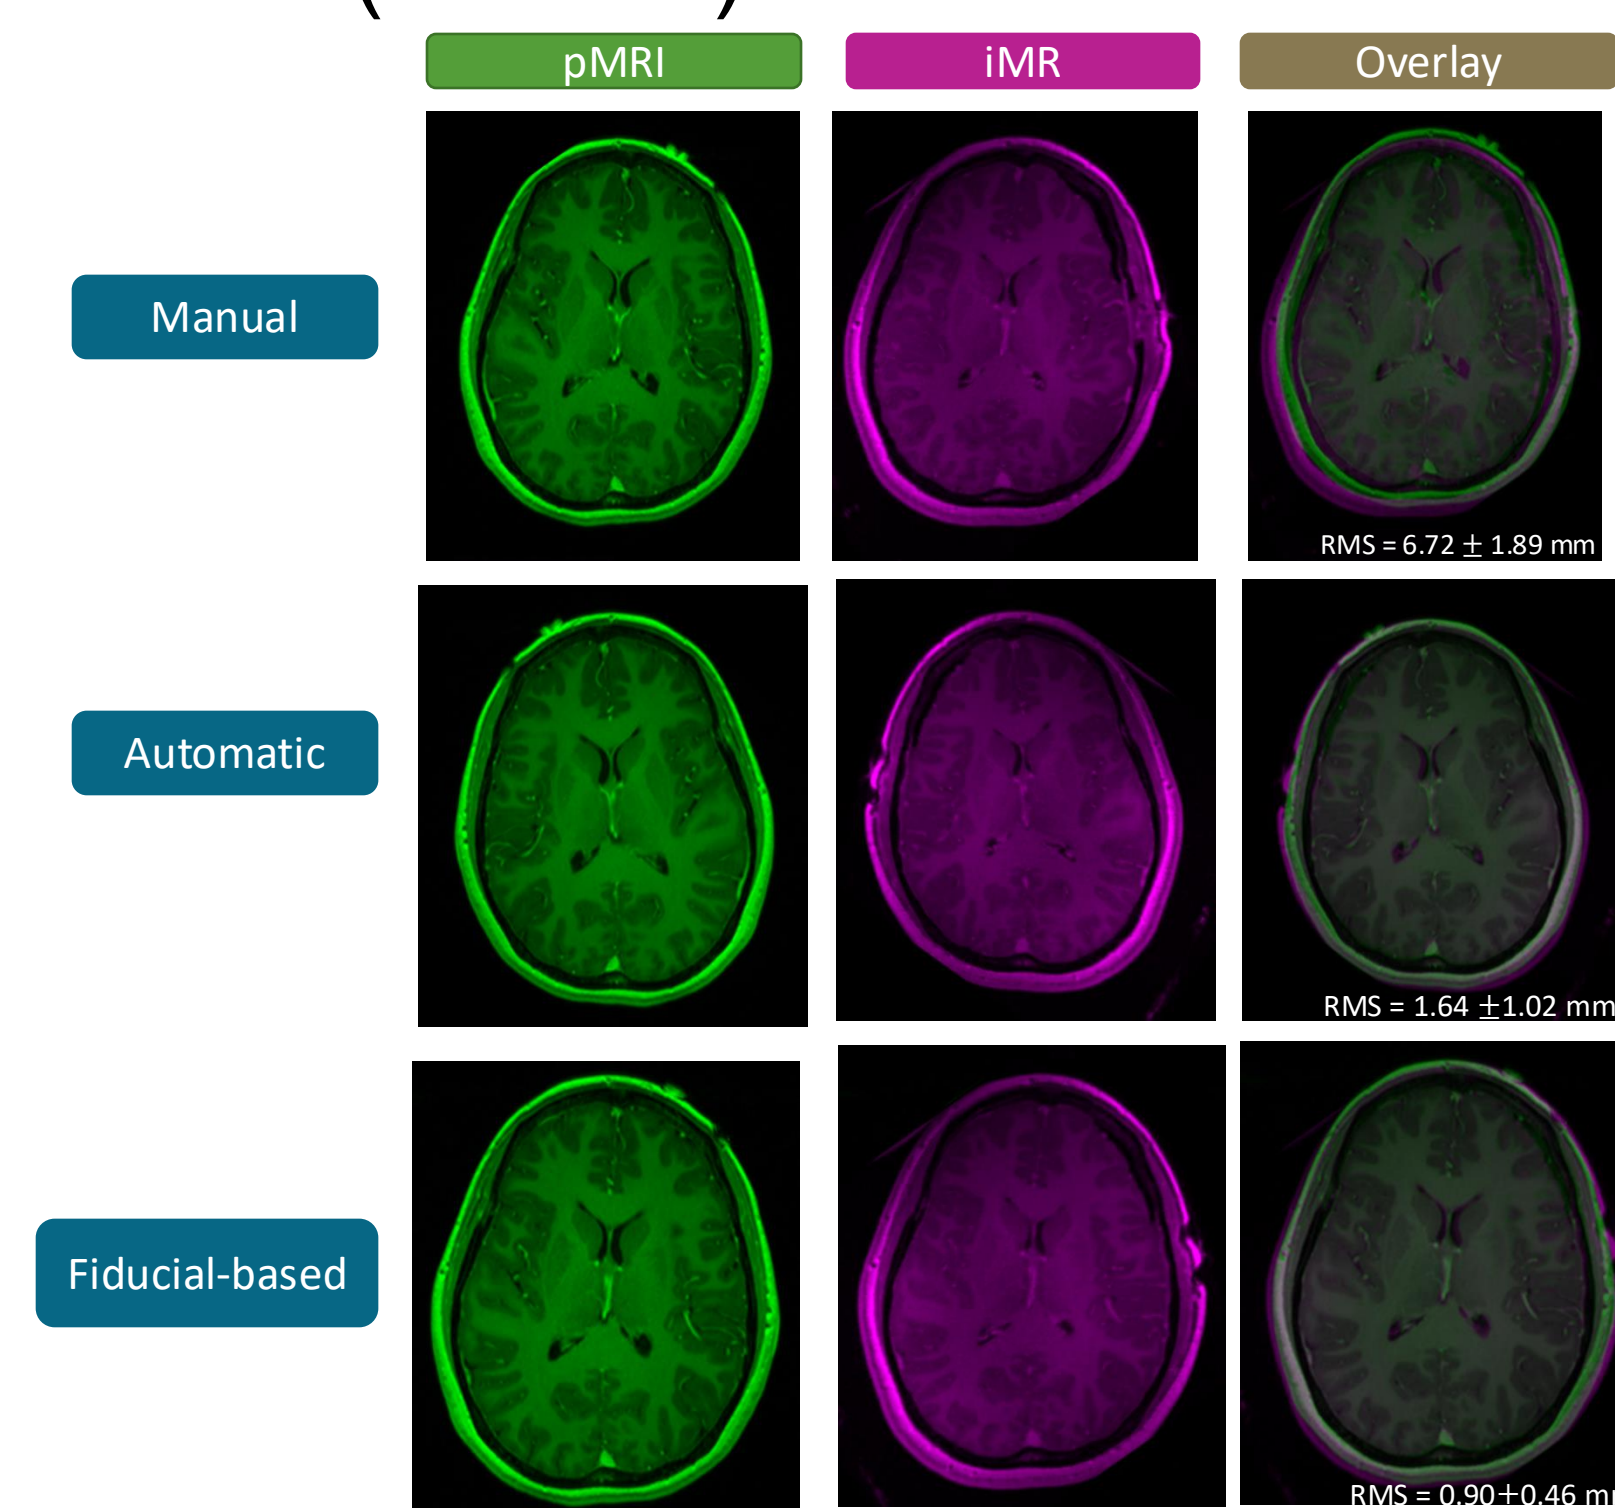 pMRI iMR Overlay
Manual
RMS = 6.72 ± 1.89 mm
Automatic
RMS = 1.64 ±1.02 mm
Fiducial-based
RMS = 0.90±0.46 m